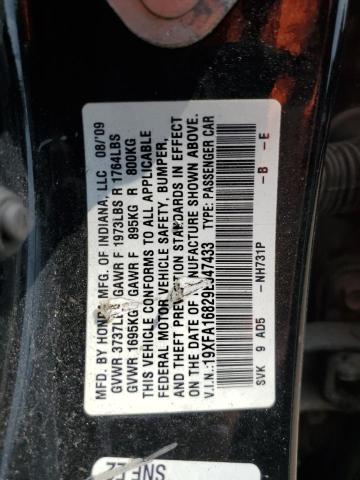 MFD. BY HONDA MFG. OF INDIANA, LLC 08/'09
GVWR 3737LBS GAWR F 1973LBS R 1764LBS
GVWR 1695KG GAWR F 895KG R 800KG
THIS VEHICLE CONFORMS TO ALL APPLICABLE
FEDERAL MOTOR VEHICLE SAFETY, BUMPER,
AND THEFT PREVENTION STANDARDS IN EFFECT
ON THE DATE OF MANUFACTURE SHOWN ABOVE.
V.I.N.: TYPE: PASSENGER CAR
SVK 9 AD5 -NH731P -B -E